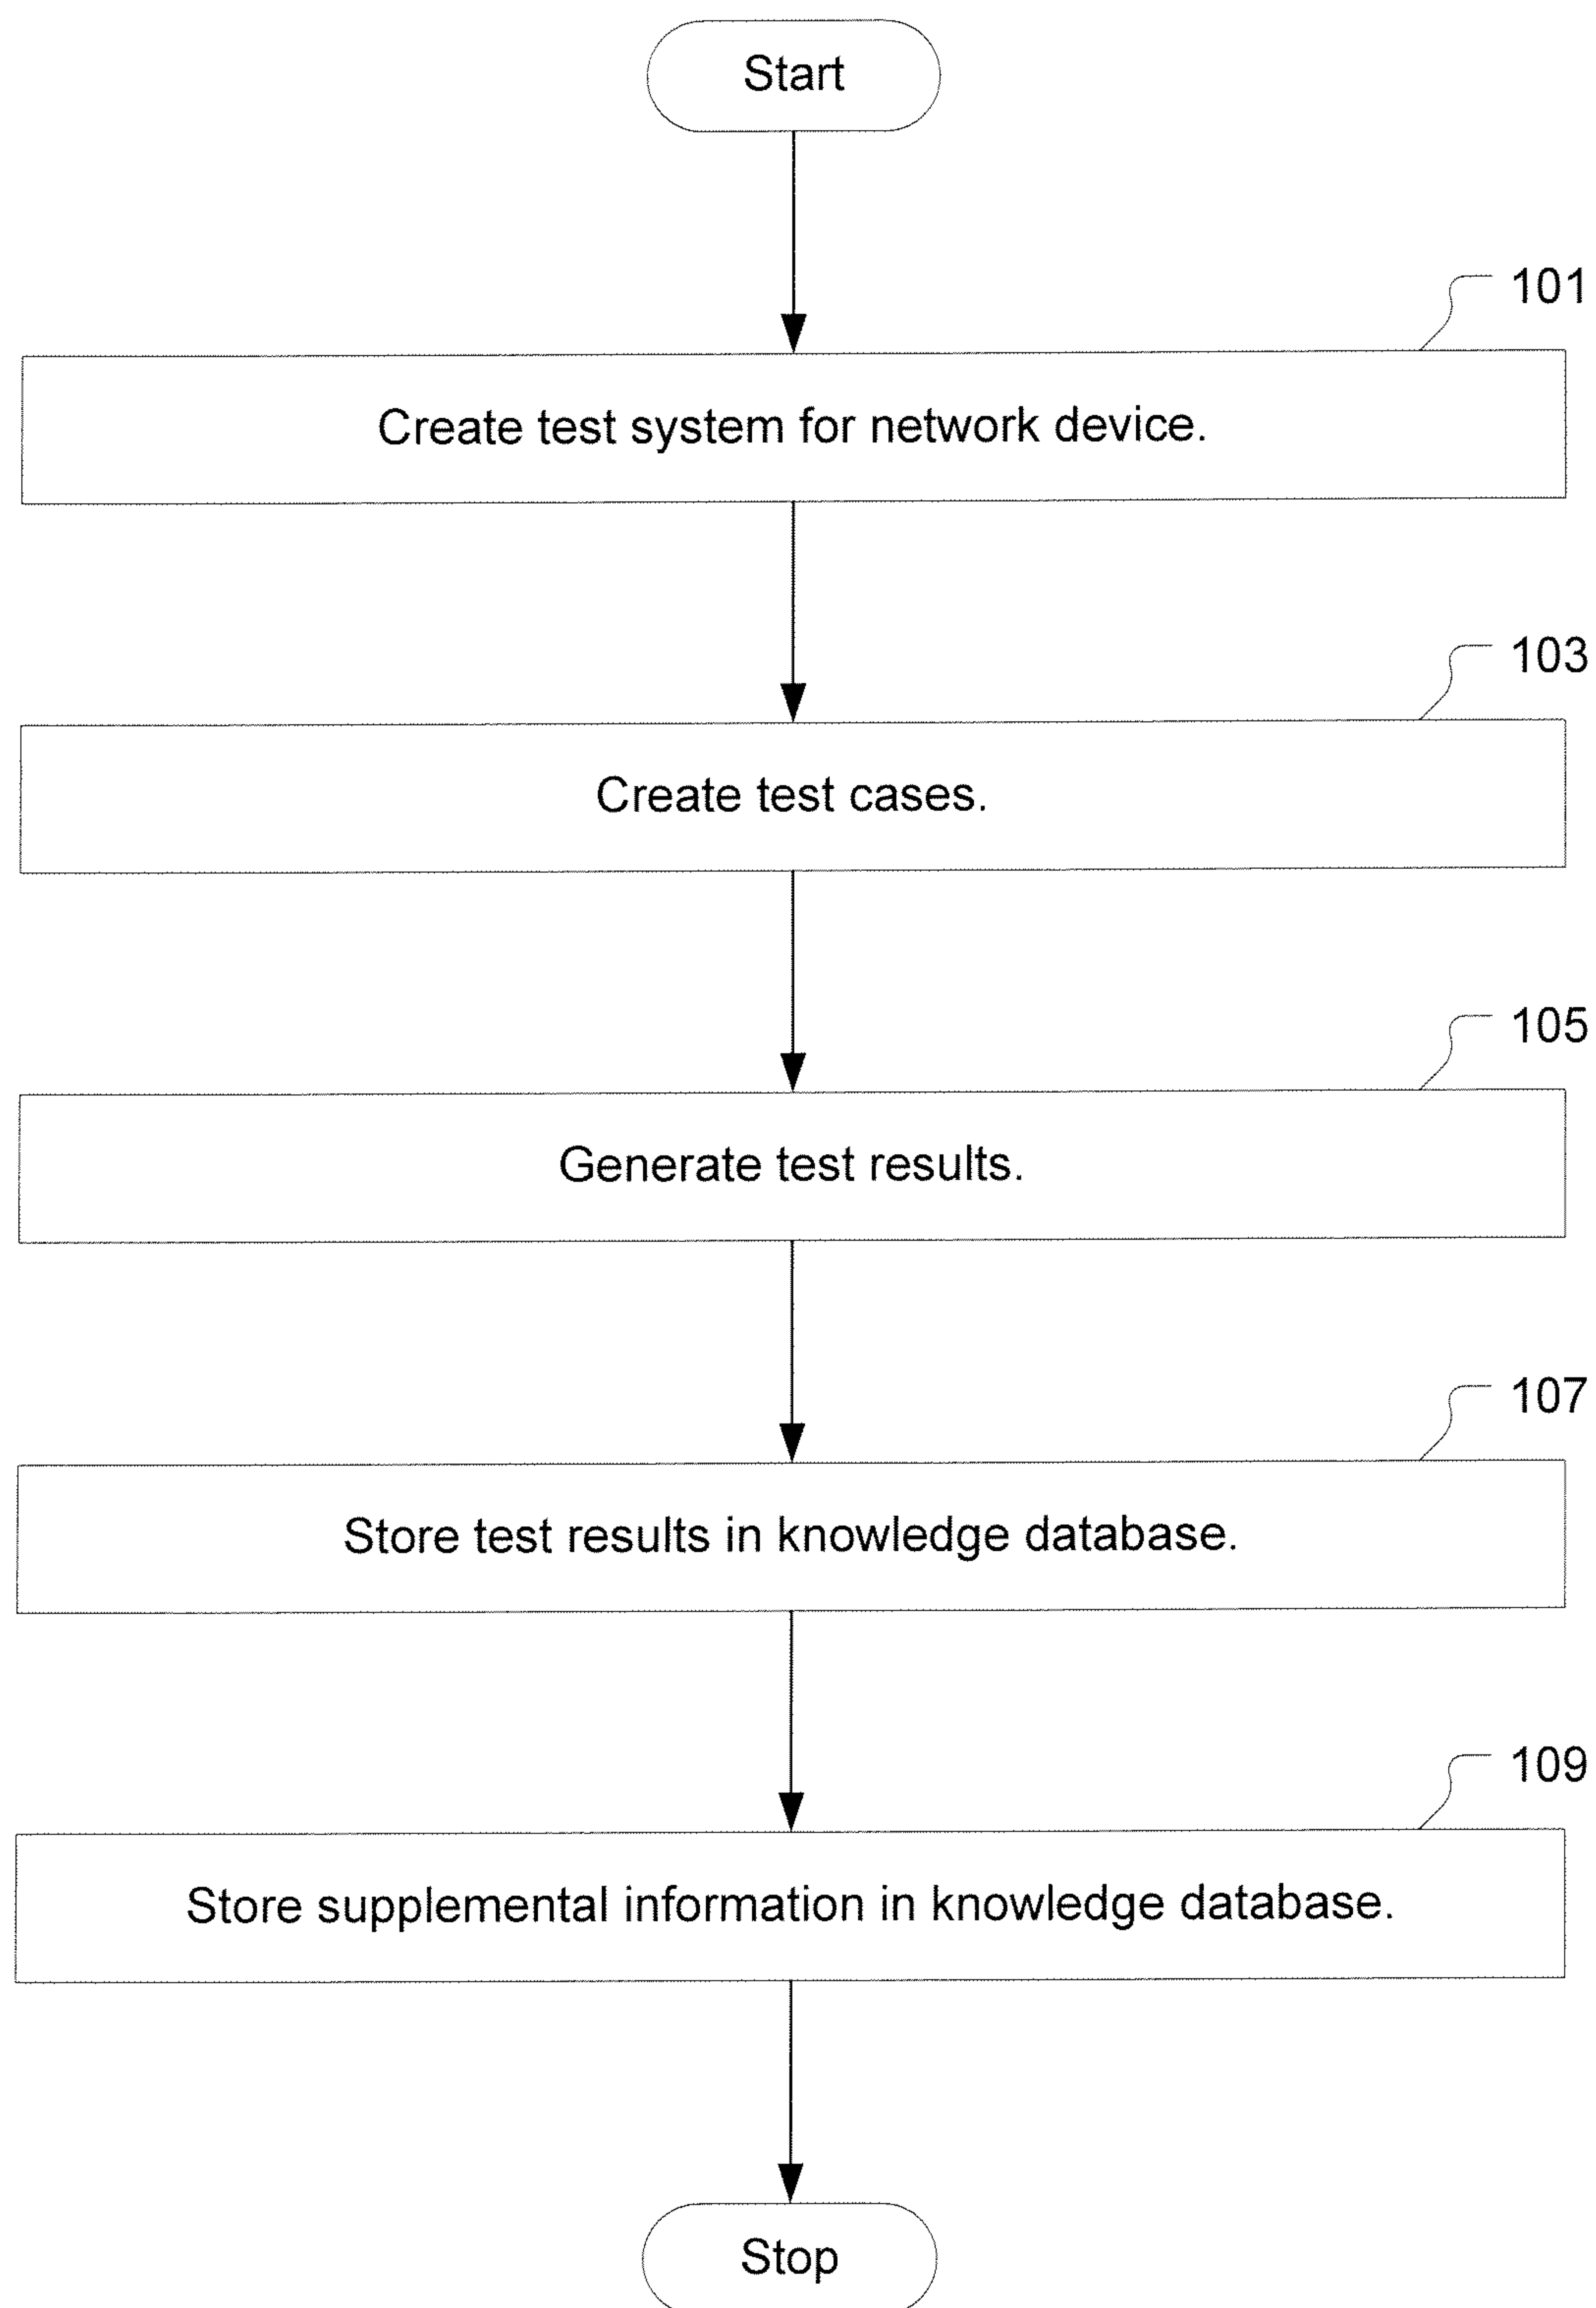 Start
101
Create test system for network device.
103
Create test cases.
105
Generate test results.
107
Store test results in knowledge database.
109
Store supplemental information in knowledge database.
Stop